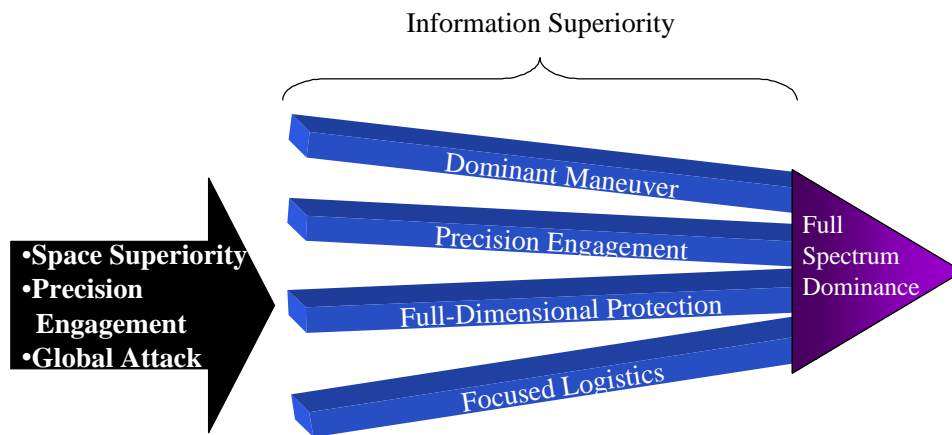 Information Superiority
Dominant Maneuver
Precision Engagement
Full-Dimensional Protection
Focused Logistics
•Space Superiority
•Precision
Engagement
•Global Attack
Full
Spectrum
Dominance